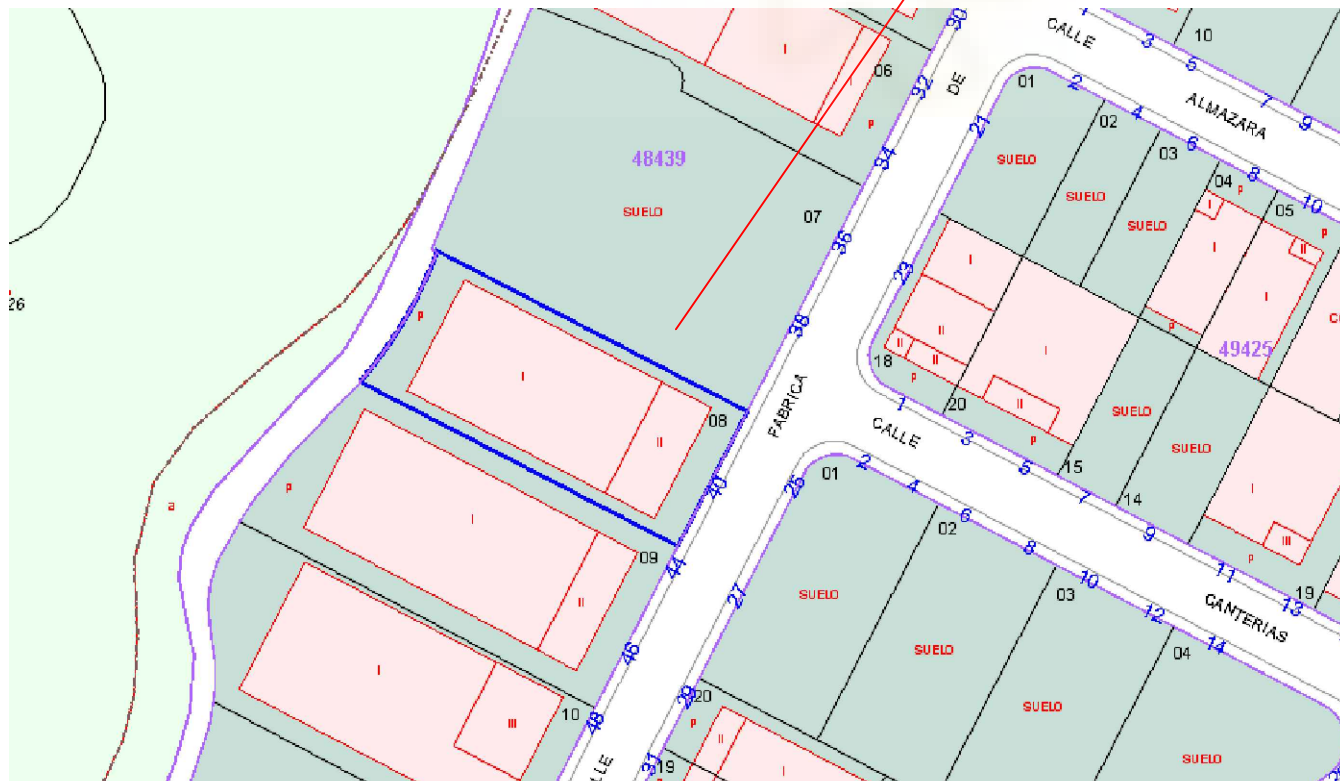 30
CALLE
1
3
5
7
9
10
I
06
I
32
DE
01
2
4
ALMAZARA
02
6
8
10
P
34
21
03
04
P
05
P
48439
SUELO
SUELO
SUELO
SUELO
SUELO
07
36
I
II
I
I
23
I
26
38
II
II
II
18
P
20
I
II
P
P
49425
P
I
08
II
FABRICA
1
CALLE
3
5
7
9
11
13
15
14
SUELO
SUELO
I
III
P
19
40
25
01
2
4
6
8
10
12
14
CANTERIAS
a
P
I
09
II
44
27
02
03
04
SUELO
SUELO
SUELO
SUELO
46
I
III
10
48
29
20
P
II
I
19
31
LLE